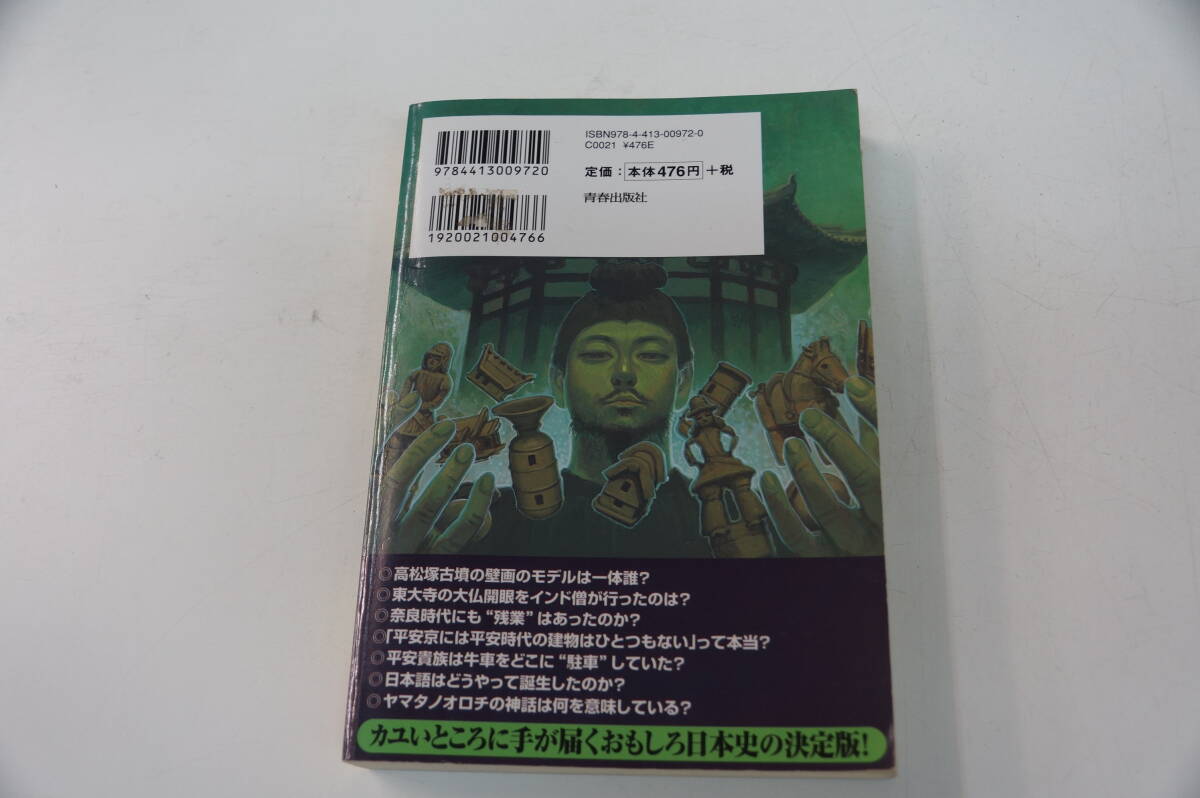 ISBN978-4-413-00972-0
C0021 ¥476E
9784413009720
定価：本体476円＋税
青春出版社
1920021004766
◎高松塚古墳の壁画のモデルは一体誰？
◎東大寺の大仏開眼をインド僧が行ったのは？
◎奈良時代にも“残業”はあったのか？
◎「平安京には平安時代の建物はひとつもない」って本当？
◎平安貴族は牛車をどこに“駐車”していた？
◎日本語はどうやって誕生したのか？
◎ヤマタノオロチの神話は何を意味している？
カユいところに手が届くおもしろ日本史の決定版！